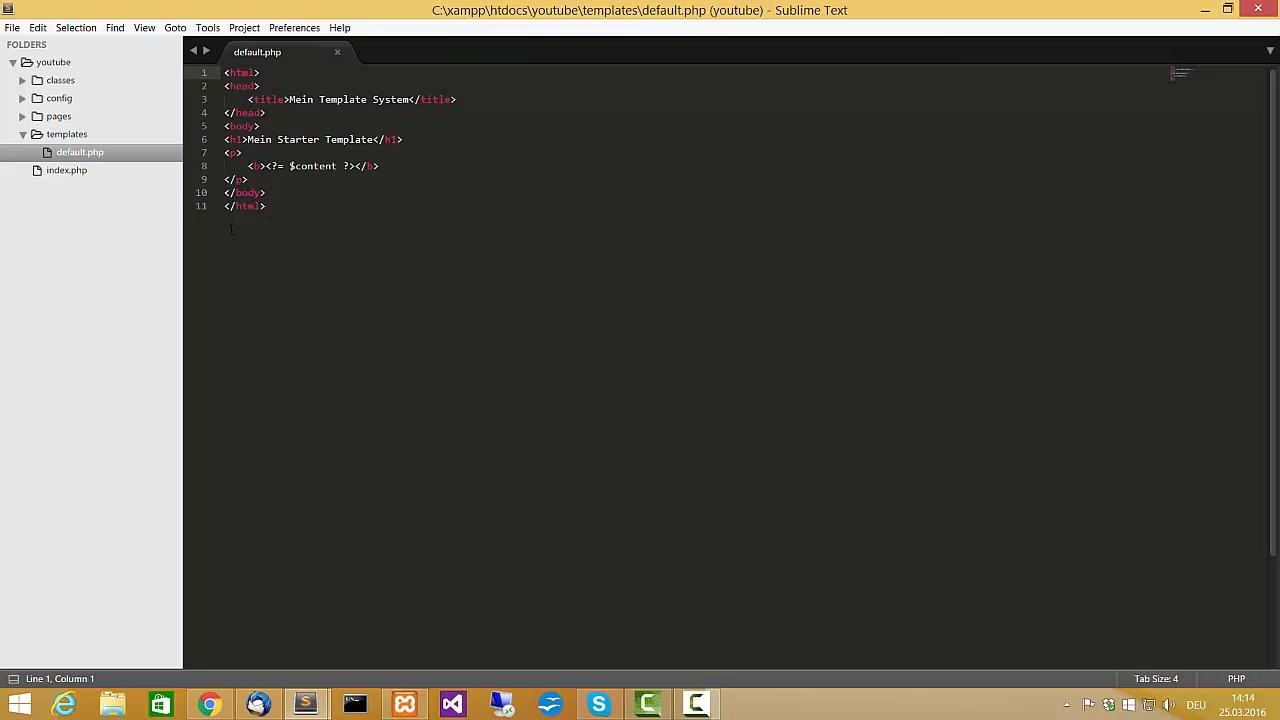 C:\xampp\htdocs\youtube\templates\default.php (youtube) - Sublime Text
File Edit Selection Find View Goto Tools Project Preferences Help
FOLDERS
youtube
classes
config
pages
templates
default.php
index.php
default.php
1 <html>
2 <head>
3 <title>Mein Template System</title>
4 </head>
5 <body>
6 <h1>Mein Starter Template</h1>
7 <p>
8 <b><?= $content ?></b>
9 </p>
10 </body>
11 </html>
Line 1, Column 1
Tab Size: 4
PHP
DEU
14:14
25.03.2016